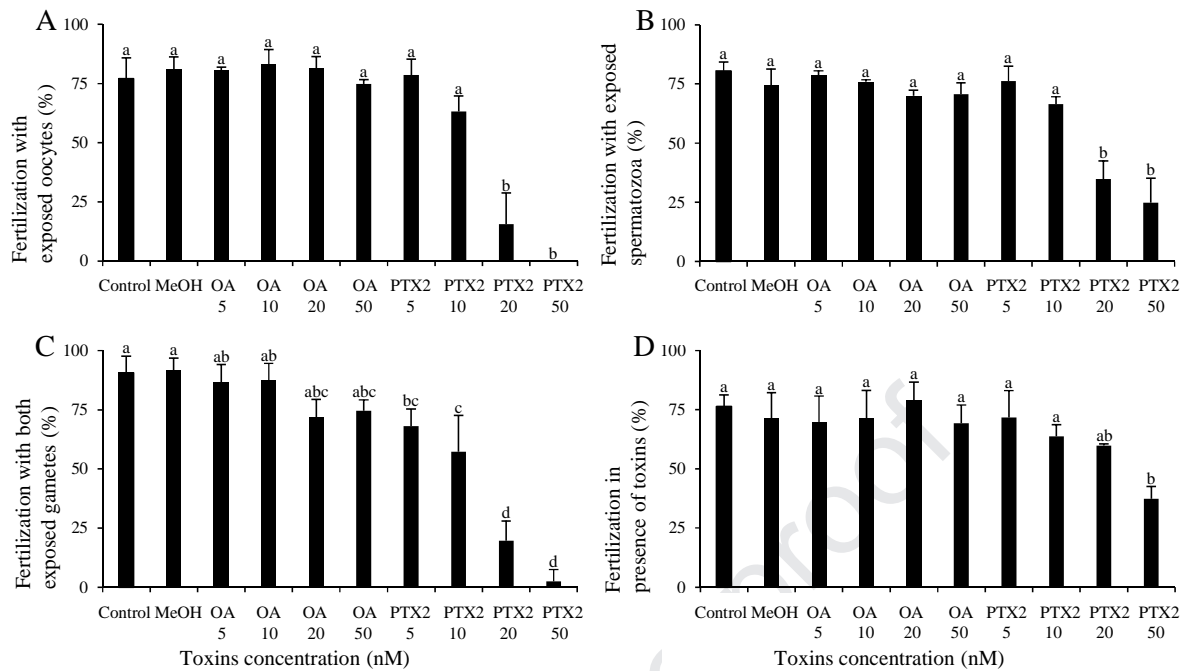 A
Fertilization with
exposed oocytes (%)
100
75
50
25
0
a a a a a a a a b b
Control MeOH OA OA OA OA PTX2 PTX2 PTX2 PTX2
5 10 20 50 5 10 20 50
B
Fertilization with exposed
spermatozoa (%)
100
75
50
25
0
a a a a a a a a b b
Control MeOH OA OA OA OA PTX2 PTX2 PTX2 PTX2
5 10 20 50 5 10 20 50
C
Fertilization with both
exposed gametes (%)
100
75
50
25
0
a a ab ab abc abc bc c d d
Control MeOH OA OA OA OA PTX2 PTX2 PTX2 PTX2
5 10 20 50 5 10 20 50
Toxins concentration (nM)
D
Fertilization in
presence of toxins (%)
100
75
50
25
0
a a a a a a a a ab b
Control MeOH OA OA OA OA PTX2 PTX2 PTX2 PTX2
5 10 20 50 5 10 20 50
Toxins concentration (nM)
proof